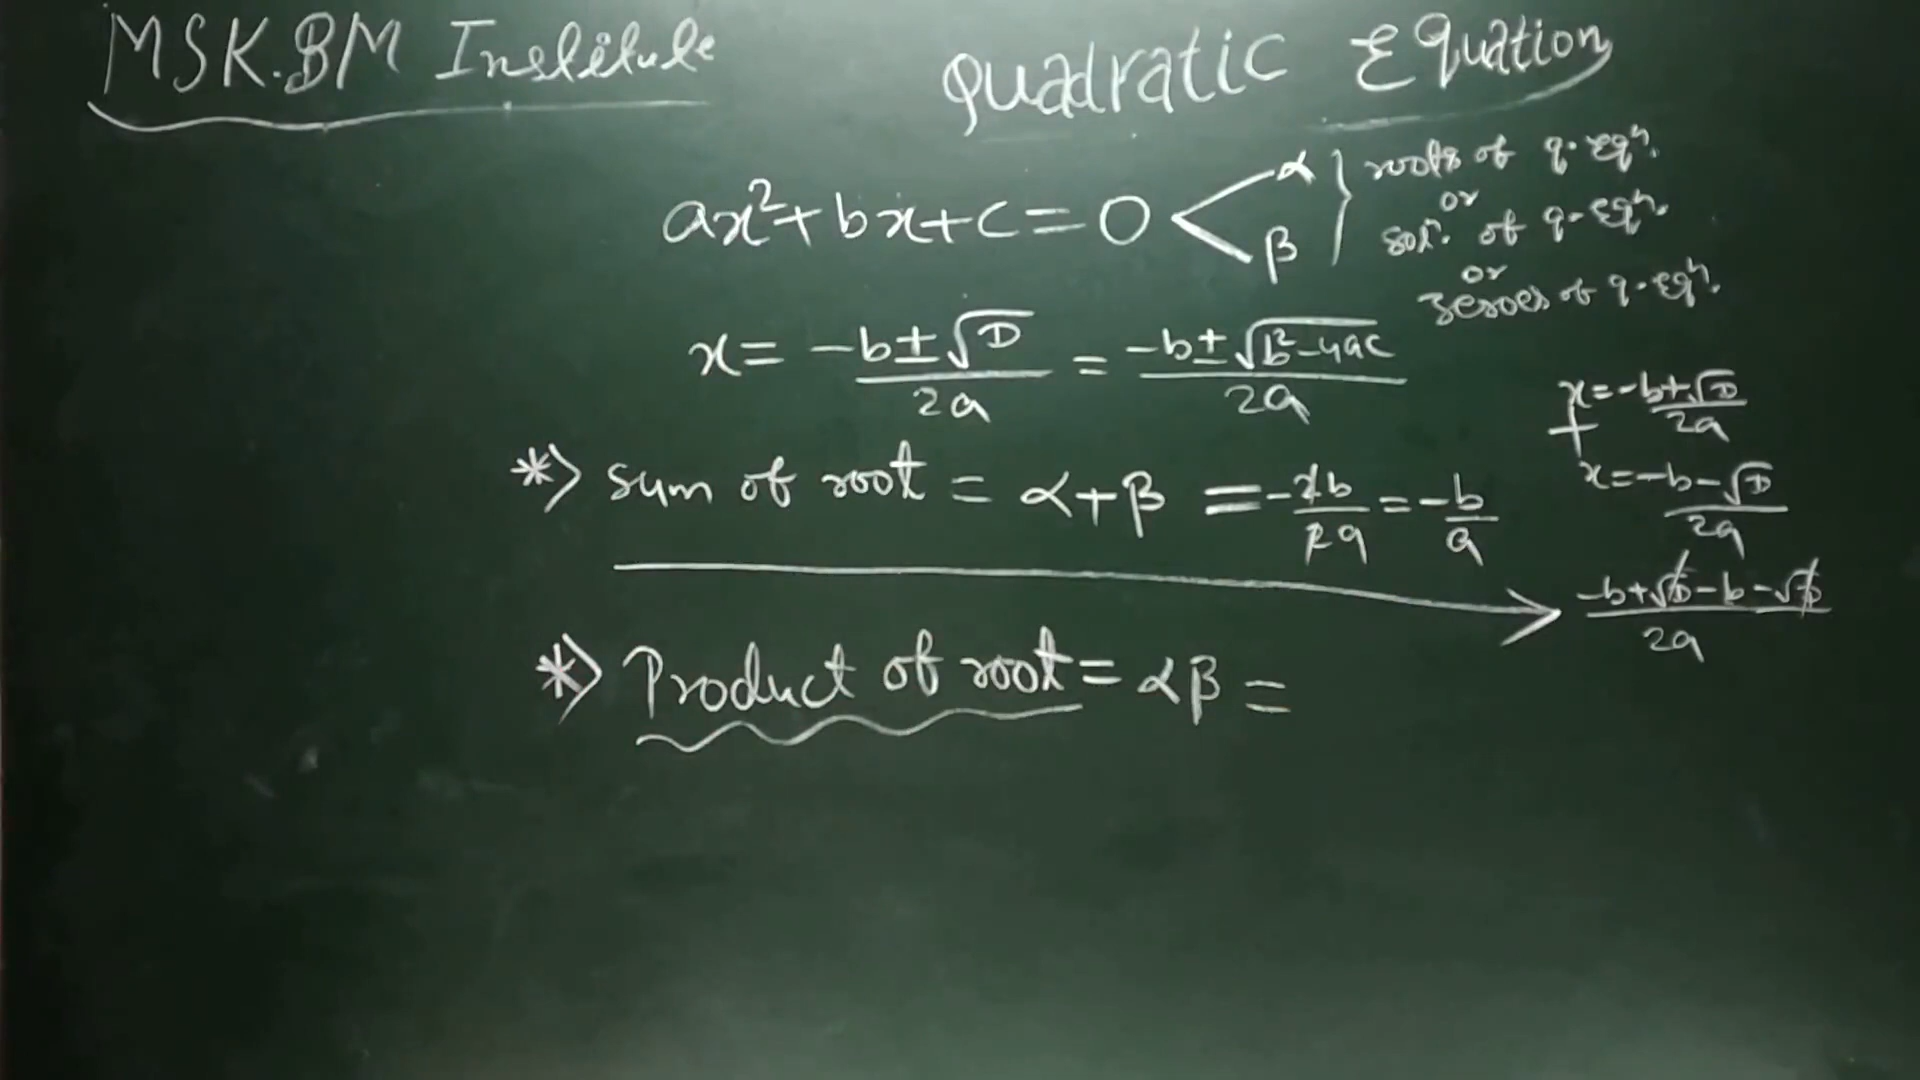 MSK.BM Institute
Quadratic Equation
ax²+bx+c=0 < α β } roots of q. Eqⁿ.
or
solⁿ. of q. Eqⁿ.
or
zeroes of q. Eqⁿ.
x = -b±√D/2a = -b±√b²-4ac/2a
*) sum of root = α+β = -2b/2a = -b/a
x = -b+√D/2a
+
x = -b-√D/2a
-b+√D-b-√D/2a
*) Product of root = αβ =